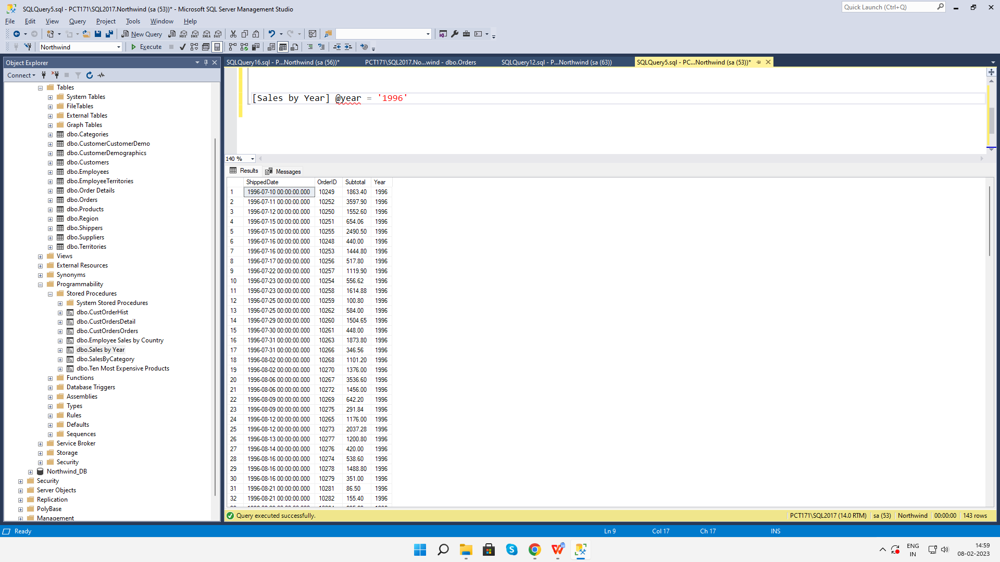 SQLQuery5.sql - PCT171\SQL2017.Northwind (sa (53))* - Microsoft SQL Server Management Studio
Quick Launch (Ctrl+Q)
File Edit View Query Project Tools Window Help
New Query
MDX DMX XMLA DAX
Northwind
Execute
Object Explorer
Connect
Tables
System Tables
FileTables
External Tables
Graph Tables
dbo.Categories
dbo.CustomerCustomerDemo
dbo.CustomerDemographics
dbo.Customers
dbo.Employees
dbo.EmployeeTerritories
dbo.Order Details
dbo.Orders
dbo.Products
dbo.Region
dbo.Shippers
dbo.Suppliers
dbo.Territories
Views
External Resources
Synonyms
Programmability
Stored Procedures
System Stored Procedures
dbo.CustOrderHist
dbo.CustOrdersDetail
dbo.CustOrdersOrders
dbo.Employee Sales by Country
dbo.Sales by Year
dbo.SalesByCategory
dbo.Ten Most Expensive Products
Functions
Database Triggers
Assemblies
Types
Rules
Defaults
Sequences
Service Broker
Storage
Security
Northwind_DB
Security
Server Objects
Replication
PolyBase
Management
SQLQuery16.sql - P...Northwind (sa (56))* PCT171\SQL2017.No...wind - dbo.Orders SQLQuery12.sql - P...Northwind (sa (63)) SQLQuery5.sql - PC...Northwind (sa (53))*
[Sales by Year] @year = '1996'
140 %
Results Messages
ShippedDate OrderID Subtotal Year
1 1996-07-10 00:00:00.000 10249 1863.40 1996
2 1996-07-11 00:00:00.000 10252 3597.90 1996
3 1996-07-12 00:00:00.000 10250 1552.60 1996
4 1996-07-15 00:00:00.000 10251 654.06 1996
5 1996-07-15 00:00:00.000 10255 2490.50 1996
6 1996-07-16 00:00:00.000 10248 440.00 1996
7 1996-07-16 00:00:00.000 10253 1444.80 1996
8 1996-07-17 00:00:00.000 10256 517.80 1996
9 1996-07-22 00:00:00.000 10257 1119.90 1996
10 1996-07-23 00:00:00.000 10254 556.62 1996
11 1996-07-23 00:00:00.000 10258 1614.88 1996
12 1996-07-25 00:00:00.000 10259 100.80 1996
13 1996-07-25 00:00:00.000 10262 584.00 1996
14 1996-07-29 00:00:00.000 10260 1504.65 1996
15 1996-07-30 00:00:00.000 10261 448.00 1996
16 1996-07-31 00:00:00.000 10263 1873.80 1996
17 1996-07-31 00:00:00.000 10266 346.56 1996
18 1996-08-02 00:00:00.000 10268 1101.20 1996
19 1996-08-02 00:00:00.000 10270 1376.00 1996
20 1996-08-06 00:00:00.000 10267 3536.60 1996
21 1996-08-06 00:00:00.000 10272 1456.00 1996
22 1996-08-09 00:00:00.000 10269 642.20 1996
23 1996-08-09 00:00:00.000 10275 291.84 1996
24 1996-08-12 00:00:00.000 10265 1176.00 1996
25 1996-08-12 00:00:00.000 10273 2037.28 1996
26 1996-08-13 00:00:00.000 10277 1200.80 1996
27 1996-08-14 00:00:00.000 10276 420.00 1996
28 1996-08-16 00:00:00.000 10274 538.60 1996
29 1996-08-16 00:00:00.000 10278 1488.80 1996
30 1996-08-16 00:00:00.000 10279 351.00 1996
31 1996-08-21 00:00:00.000 10281 86.50 1996
32 1996-08-21 00:00:00.000 10282 155.40 1996
Query executed successfully.
PCT171\SQL2017 (14.0 RTM) sa (53) Northwind 00:00:00 143 rows
Ready Ln 9 Col 17 Ch 17 INS
ENG
IN
14:59
08-02-2023